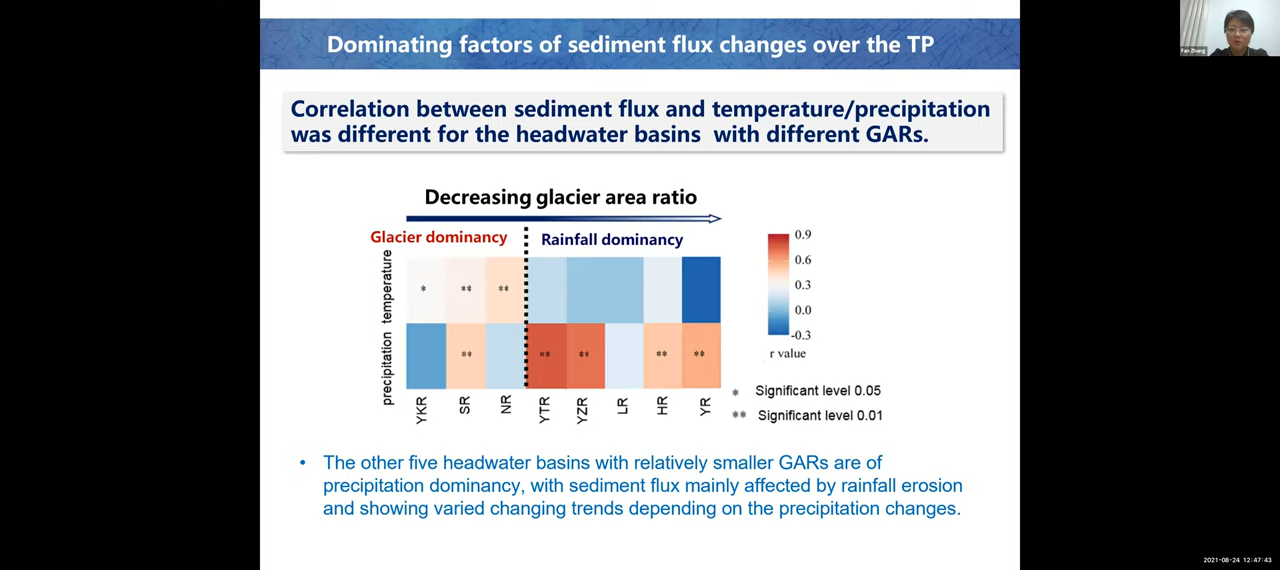 Dominating factors of sediment flux changes over the TP
Fan Zhang
Correlation between sediment flux and temperature/precipitation
was different for the headwater basins with different GARs.
Decreasing glacier area ratio
Glacier dominancy
Rainfall dominancy
temperature
* ** **
precipitation
** ** ** ** **
YKR SR NR YTR YZR LR HR YR
0.9
0.6
0.3
0.0
-0.3
r value
* Significant level 0.05
** Significant level 0.01
• The other five headwater basins with relatively smaller GARs are of
precipitation dominancy, with sediment flux mainly affected by rainfall erosion
and showing varied changing trends depending on the precipitation changes.
2021-08-24 12:47:43